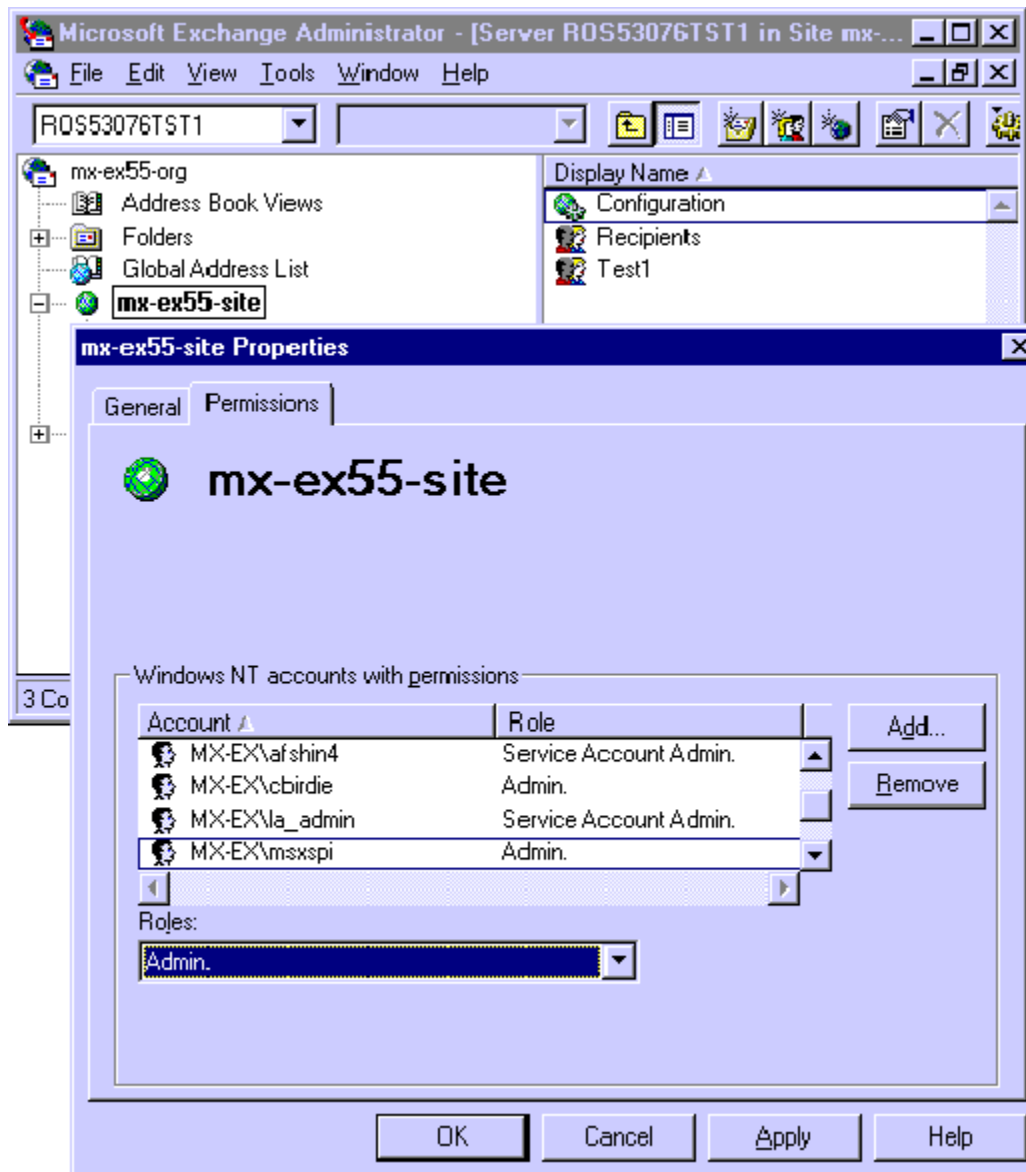 Microsoft Exchange Administrator - [Server ROS53076TST1 in Site mx-...
File Edit View Tools Window Help
ROS53076TST1
mx-ex55-org
Address Book Views
Folders
Global Address List
mx-ex55-site
Display Name
Configuration
Recipients
Test1
3 Co
mx-ex55-site Properties
General Permissions
mx-ex55-site
Windows NT accounts with permissions
Account Role
MX-EX\afshin4 Service Account Admin.
MX-EX\cbirdie Admin.
MX-EX\la_admin Service Account Admin.
MX-EX\msxspi Admin.
Add...
Remove
Roles:
Admin.
OK Cancel Apply Help